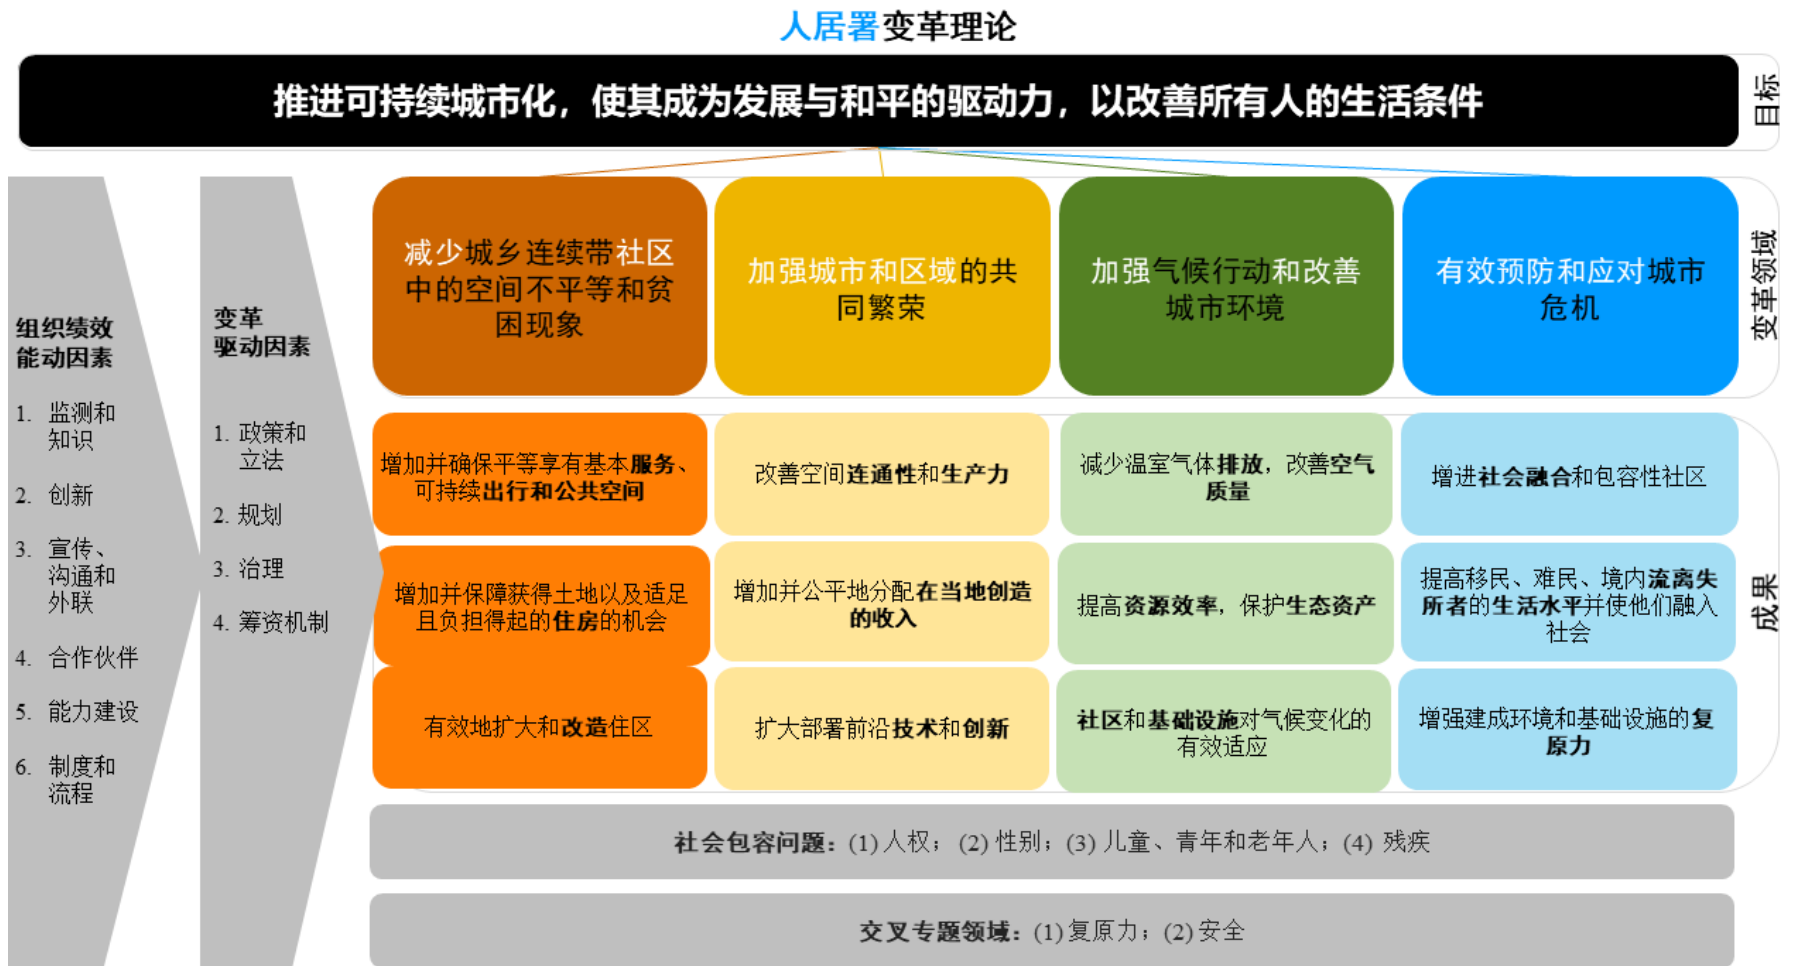 人居署变革理论
推进可持续城市化，使其成为发展与和平的驱动力，以改善所有人的生活条件
目标
组织绩效
能动因素
1. 监测和
知识
2. 创新
3. 宣传、
沟通和
外联
4. 合作伙伴
5. 能力建设
6. 制度和
流程
变革
驱动因素
1. 政策和
立法
2. 规划
3. 治理
4. 筹资机制
减少城乡连续带社区
中的空间不平等和贫
困现象
加强城市和区域的共
同繁荣
加强气候行动和改善
城市环境
有效预防和应对城市
危机
变革领域
增加并确保平等享有基本服务、
可持续出行和公共空间
改善空间连通性和生产力
减少温室气体排放，改善空气
质量
增进社会融合和包容性社区
增加并保障获得土地以及适足
且负担得起的住房的机会
增加并公平地分配在当地创造
的收入
提高资源效率，保护生态资产
提高移民、难民、境内流离失
所者的生活水平并使他们融入
社会
有效地扩大和改造住区
扩大部署前沿技术和创新
社区和基础设施对气候变化的
有效适应
增强建成环境和基础设施的复
原力
成果
社会包容问题：(1) 人权； (2) 性别；(3) 儿童、青年和老年人；(4) 残疾
交叉专题领域：(1) 复原力；(2) 安全